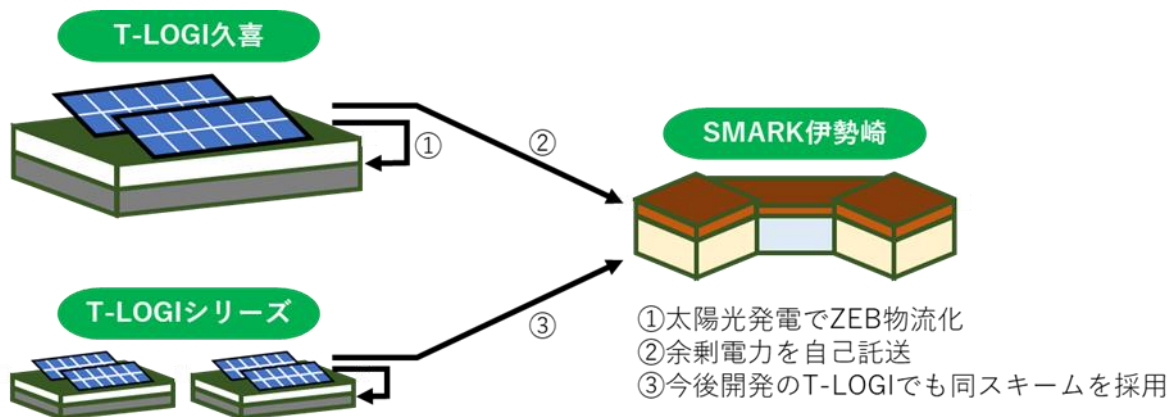 T-LOGI久喜
①
②
SMARK伊勢崎
T-LOGIシリーズ
③
①太陽光発電でZEB物流化
②余剰電力を自己託送
③今後開発のT-LOGIでも同スキームを採用